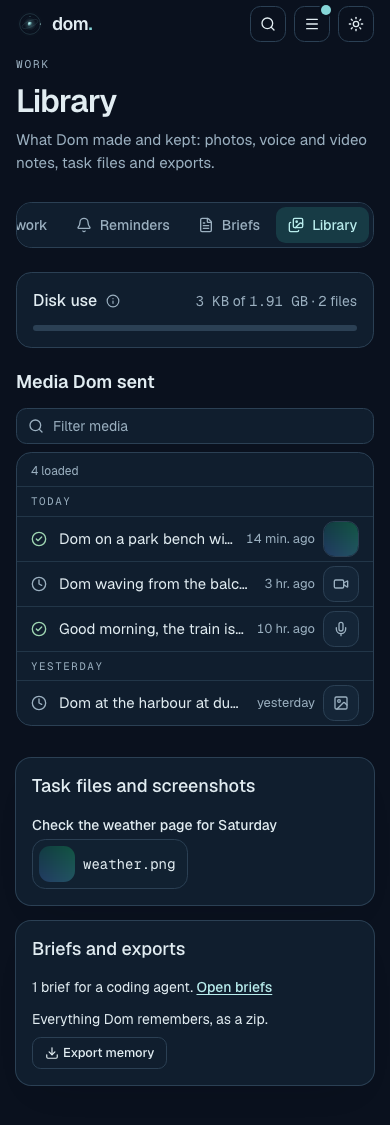 dom.
WORK
Library
What Dom made and kept: photos, voice and video
notes, task files and exports.
work Reminders Briefs Library
Disk use 3 KB of 1.91 GB · 2 files
Media Dom sent
Filter media
4 loaded
TODAY
Dom on a park bench wi… 14 min. ago
Dom waving from the balc… 3 hr. ago
Good morning, the train is… 10 hr. ago
YESTERDAY
Dom at the harbour at du… yesterday
Task files and screenshots
Check the weather page for Saturday
weather.png
Briefs and exports
1 brief for a coding agent. Open briefs
Everything Dom remembers, as a zip.
Export memory